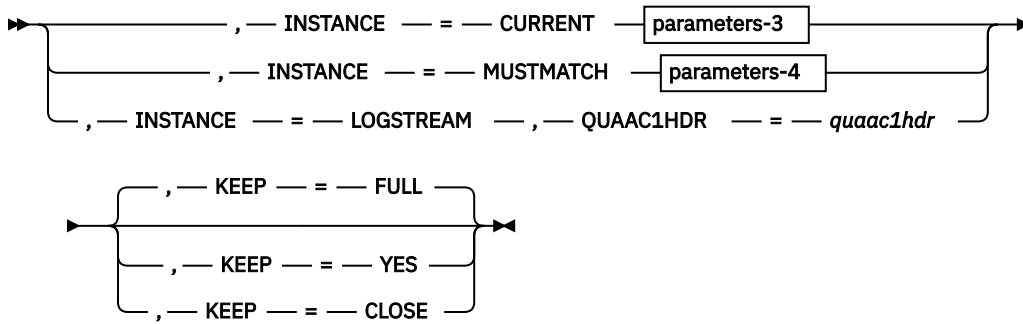 , INSTANCE = CURRENT parameters-3
, INSTANCE = MUSTMATCH parameters-4
, INSTANCE = LOGSTREAM , QUAAC1HDR = quaac1hdr
, KEEP = FULL
, KEEP = YES
, KEEP = CLOSE